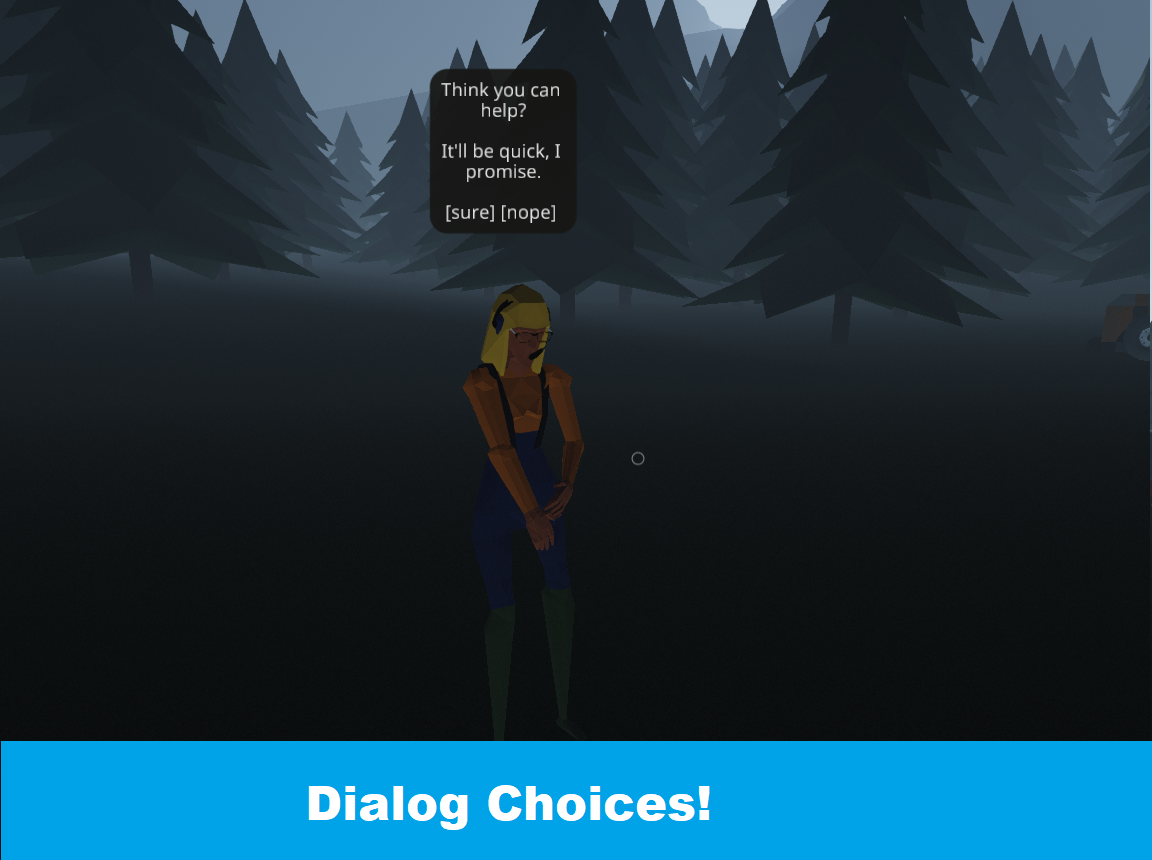 Think you can
help?
It'll be quick, I
promise.
[sure] [nope]
Dialog Choices!